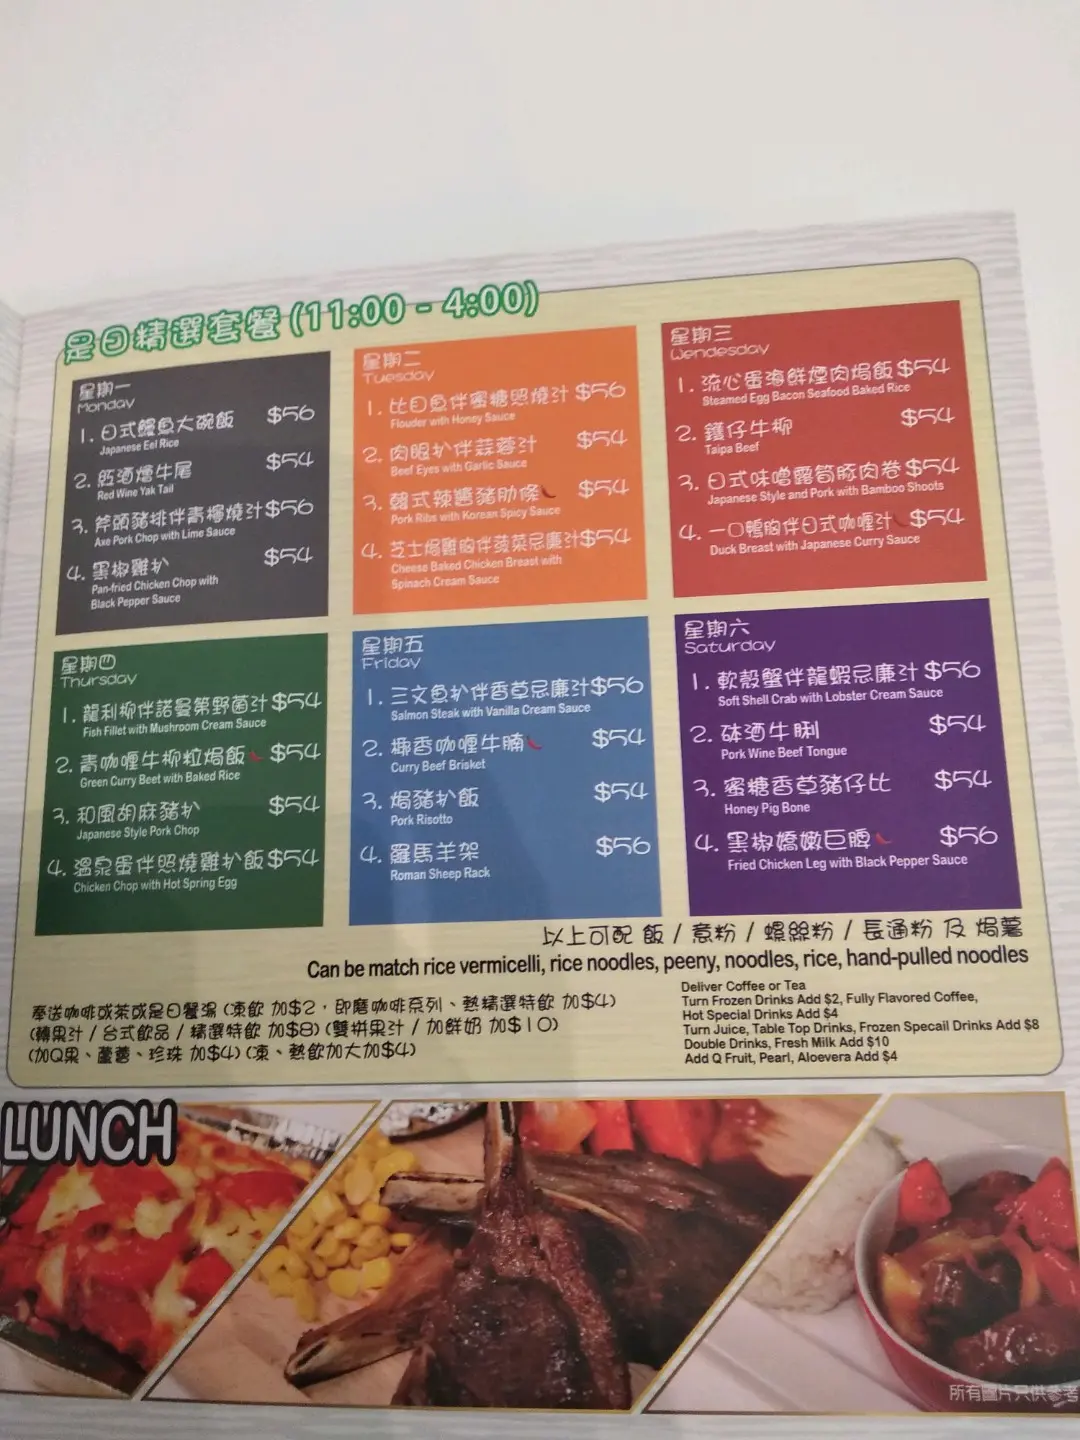 是日精選套餐 (11:00 - 4:00)
星期一
Monday
1. 日式鰻魚大碗飯 $56
Japanese Eel Rice
2. 紅酒燴牛尾 $54
Red Wine Yak Tail
3. 斧頭豬排伴青檸燒汁 $56
Axe Pork Chop with Lime Sauce
4. 黑椒雞扒 $54
Pan-fried Chicken Chop with
Black Pepper Sauce
星期二
Tuesday
1. 比目魚伴蜜糖照燒汁 $56
Flouder with Honey Sauce
2. 肉眼扒伴蒜蓉汁 $54
Beef Eyes with Garlic Sauce
3. 韓式辣醬豬肋條 $54
Pork Ribs with Korean Spicy Sauce
4. 芝士焗雞胸伴菠菜忌廉汁 $54
Cheese Baked Chicken Breast with
Spinach Cream Sauce
星期三
Wendesday
1. 流心蛋海鮮煙肉焗飯 $54
Steamed Egg Bacon Seafood Baked Rice
2. 鑊仔牛柳 $54
Taipa Beef
3. 日式味噌露筍豚肉卷 $54
Japanese Style and Pork with Bamboo Shoots
4. 一口鴨胸伴日式咖喱汁 $54
Duck Breast with Japanese Curry Sauce
星期四
Thursday
1. 龍利柳伴諾曼第野菌汁 $54
Fish Fillet with Mushroom Cream Sauce
2. 青咖喱牛柳粒焗飯 $54
Green Curry Beet with Baked Rice
3. 和風胡麻豬扒 $54
Japanese Style Pork Chop
4. 溫泉蛋伴照燒雞扒飯 $54
Chicken Chop with Hot Spring Egg
星期五
Friday
1. 三文魚扒伴香草忌廉汁 $56
Salmon Steak with Vanilla Cream Sauce
2. 椰香咖喱牛腩 $54
Curry Beef Brisket
3. 焗豬扒飯 $54
Pork Risotto
4. 羅馬羊架 $56
Roman Sheep Rack
星期六
Saturday
1. 軟殼蟹伴龍蝦忌廉汁 $56
Soft Shell Crab with Lobster Cream Sauce
2. 砵酒牛脷 $54
Pork Wine Beef Tongue
3. 蜜糖香草豬仔比 $54
Honey Pig Bone
4. 黑椒嬌嫩巨髀 $56
Fried Chicken Leg with Black Pepper Sauce
以上可配 飯 / 意粉 / 螺絲粉 / 長通粉 及 焗薯
Can be match rice vermicelli, rice noodles, peeny, noodles, rice, hand-pulled noodles
奉送咖啡或茶或是日餐湯 (凍飲 加$2，即磨咖啡系列、熱精選特飲 加$4)
(轉果汁 / 台式飲品 / 精選特飲 加$8) (雙拼果汁 / 加鮮奶 加$10)
(加Q果、蘆薈、珍珠 加$4) (凍、熱飲加大加$4)
Deliver Coffee or Tea
Turn Frozen Drinks Add $2, Fully Flavored Coffee,
Hot Special Drinks Add $4
Turn Juice, Table Top Drinks, Frozen Specail Drinks Add $8
Double Drinks, Fresh Milk Add $10
Add Q Fruit, Pearl, Aloevera Add $4
LUNCH
所有圖片只供參考